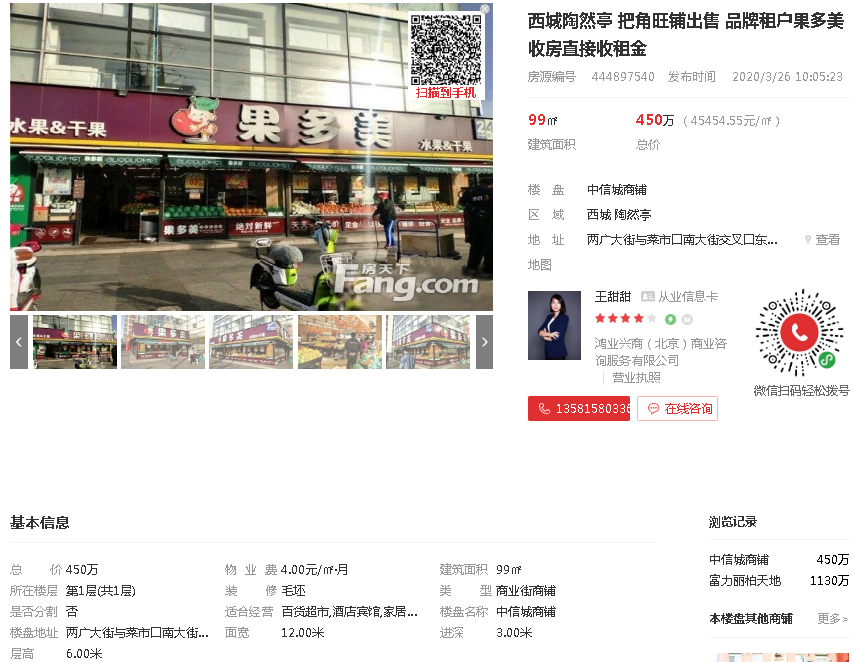 西城陶然亭 把角旺铺出售 品牌租户果多美
收房直接收租金
房源编号 444897540 发布时间 2020/3/26 10:05:23
99㎡ 450万 ( 45454.55元/㎡ )
建筑面积 总价
楼 盘 中信城商铺
区 域 西城 陶然亭
地 址 两广大街与菜市口南大街交叉口东... 查看
地图
王甜甜 从业信息卡
鸿业兴商（北京）商业咨
询服务有限公司
营业执照
微信扫码轻松拨号
13581580336 在线咨询
扫描到手机
水果&干果
果多美
水果&干果
24
GUODUOMEI
果多美
绝对新鲜
房天下
Fang.com
基本信息
总 价 450万 物 业 费 4.00元/㎡·月 建筑面积 99㎡
所在楼层 第1层(共1层) 装 修 毛坯 类 型 商业街商铺
是否分割 否 适合经营 百货超市,酒店宾馆,家居... 楼盘名称 中信城商铺
楼盘地址 两广大街与菜市口南大街... 面宽 12.00米 进深 3.00米
层高 6.00米
浏览记录
中信城商铺 450万
富力丽柏天地 1130万
本楼盘其他商铺 更多»